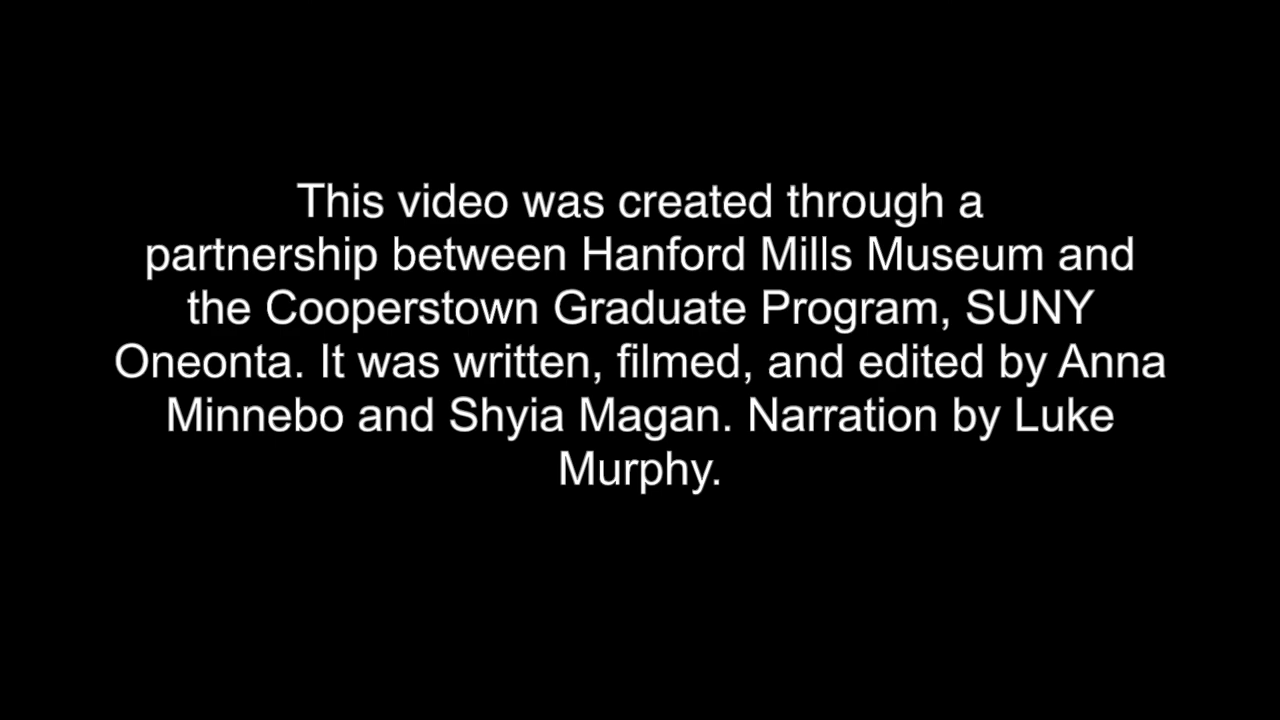 This video was created through a
partnership between Hanford Mills Museum and
the Cooperstown Graduate Program, SUNY
Oneonta. It was written, filmed, and edited by Anna
Minnebo and Shyia Magan. Narration by Luke
Murphy.